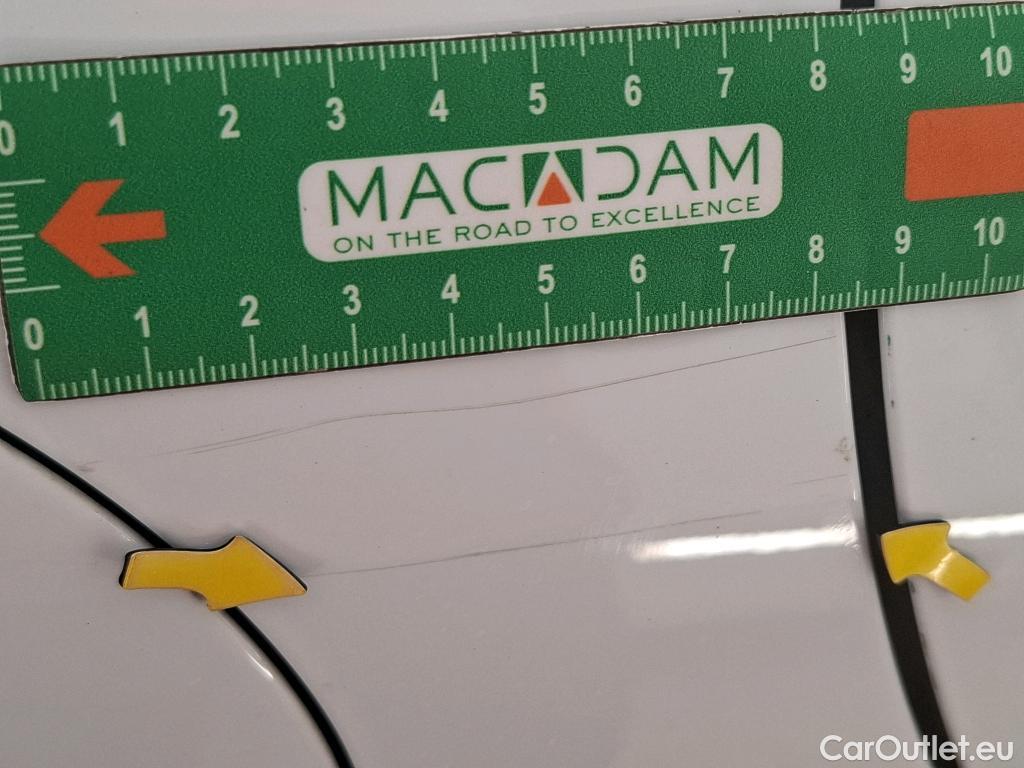 0 1 2 3 4 5 6 7 8 9 10
MACADAM
ON THE ROAD TO EXCELLENCE
0 1 2 3 4 5 6 7 8 9 10
CarOutlet.eu